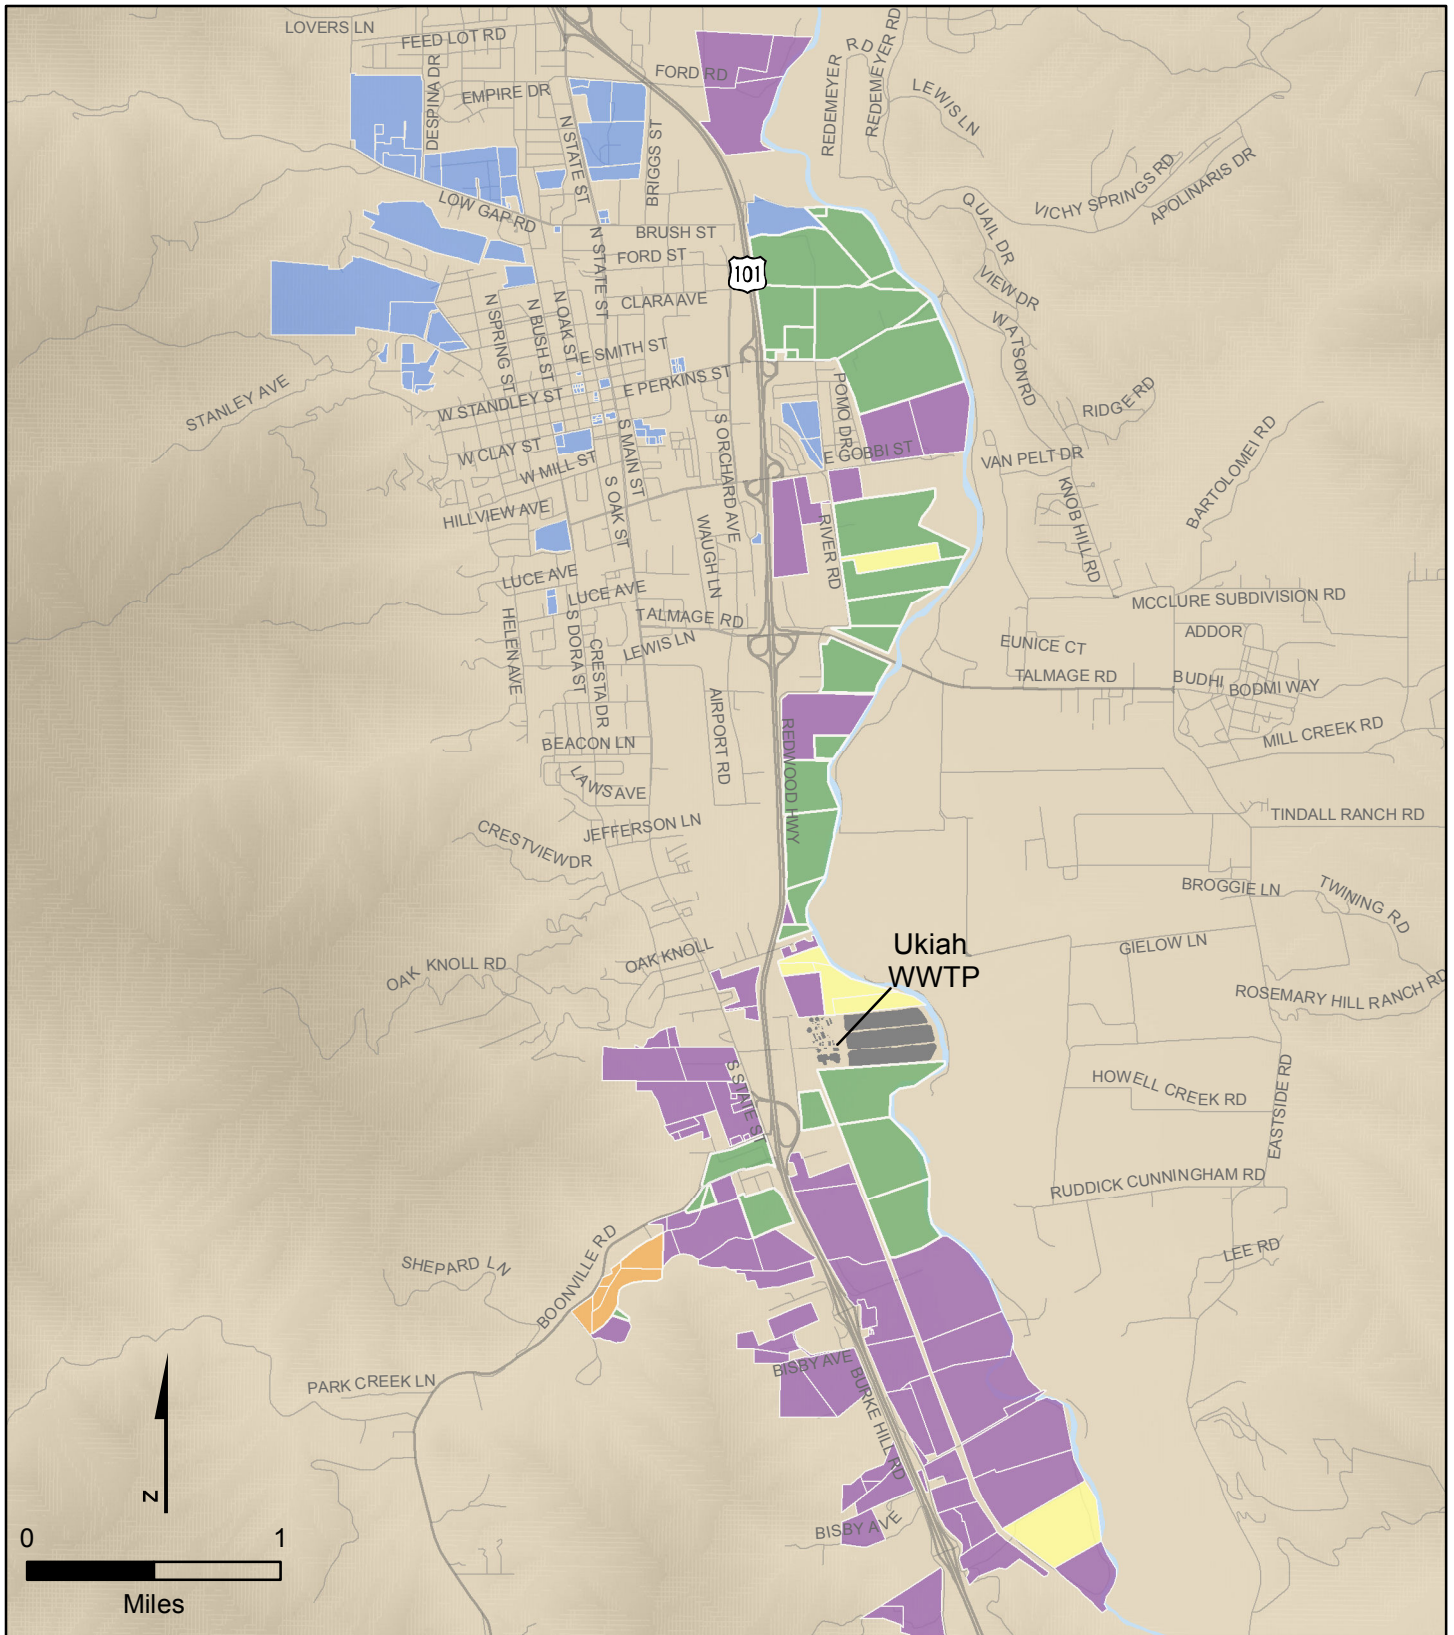 LOVERS LN
FEED LOT RD
DESPINA DR
EMPIRE DR
FORD RD
REDEMEYER RD
REDEMEYER RD
LEWIS LN
N STATE ST
BRIGGS ST
VICHY SPRINGS RD
APOLINARIS DR
LOW GAP RD
QUAIL DR
BRUSH ST
N STATE ST
FORD ST
101
VIEW DR
CLARA AVE
N SPRING ST
N BUSH ST
N OAK ST
E SMITH ST
WATSON RD
E PERKINS ST
STANLEY AVE
W STANDLEY ST
POMO DR
RIDGE RD
S MAIN ST
S ORCHARD AVE
W CLAY ST
W MILL ST
E GOBBI ST
VAN PELT DR
BARTOLOMEI RD
KNOB HILL RD
S OAK ST
HILLVIEW AVE
WAUGH LN
RIVER RD
LUCE AVE
LUCE AVE
MCCLURE SUBDIVISION RD
HELEN AVE
S DORA ST
CRESTA DR
TALMAGE RD
LEWIS LN
EUNICE CT
ADDOR
TALMAGE RD
BUDHI
BODMI WAY
AIRPORT RD
REDWOOD HWY
MILL CREEK RD
BEACON LN
LAWS AVE
JEFFERSON LN
TINDALL RANCH RD
CRESTVIEW DR
BROGGIE LN
TWINING RD
Ukiah
WWTP
GIELOW LN
OAK KNOLL RD
OAK KNOLL
ROSEMARY HILL RANCH RD
HOWELL CREEK RD
EASTSIDE RD
S STATE ST
RUDDICK CUNNINGHAM RD
LEE RD
SHEPARD LN
BOONVILLE RD
BISBY AVE
PARK CREEK LN
BURKE HILL RD
N
BISBY AVE
0 1
Miles